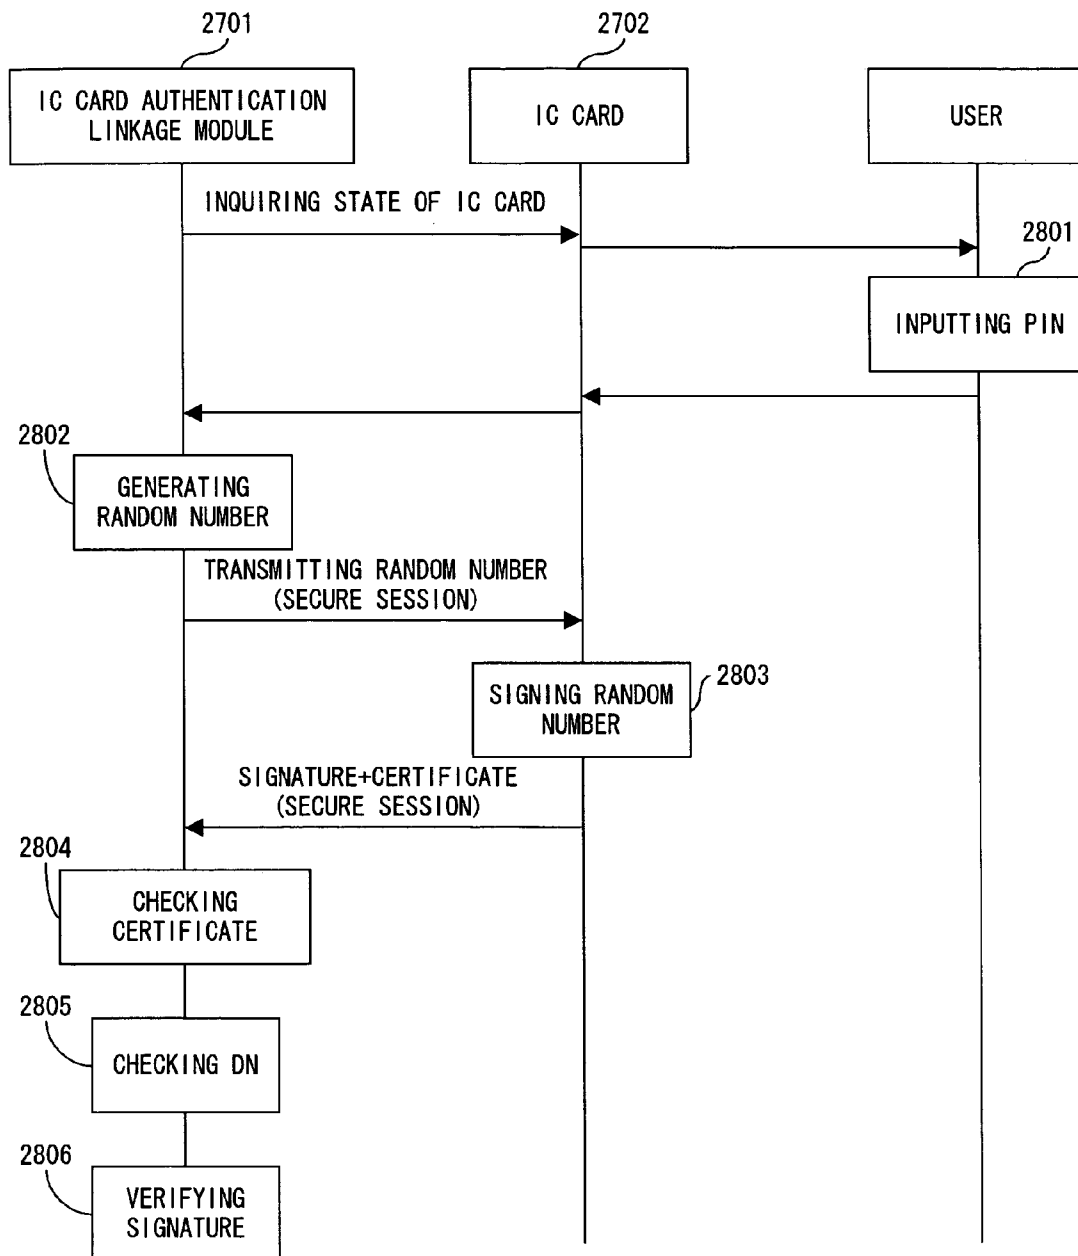 2701
2702
IC CARD AUTHENTICATION
LINKAGE MODULE
IC CARD
USER
INQUIRING STATE OF IC CARD
2801
INPUTTING PIN
2802
GENERATING
RANDOM NUMBER
TRANSMITTING RANDOM NUMBER
(SECURE SESSION)
SIGNING RANDOM
NUMBER
2803
SIGNATURE+CERTIFICATE
(SECURE SESSION)
2804
CHECKING
CERTIFICATE
2805
CHECKING DN
2806
VERIFYING
SIGNATURE